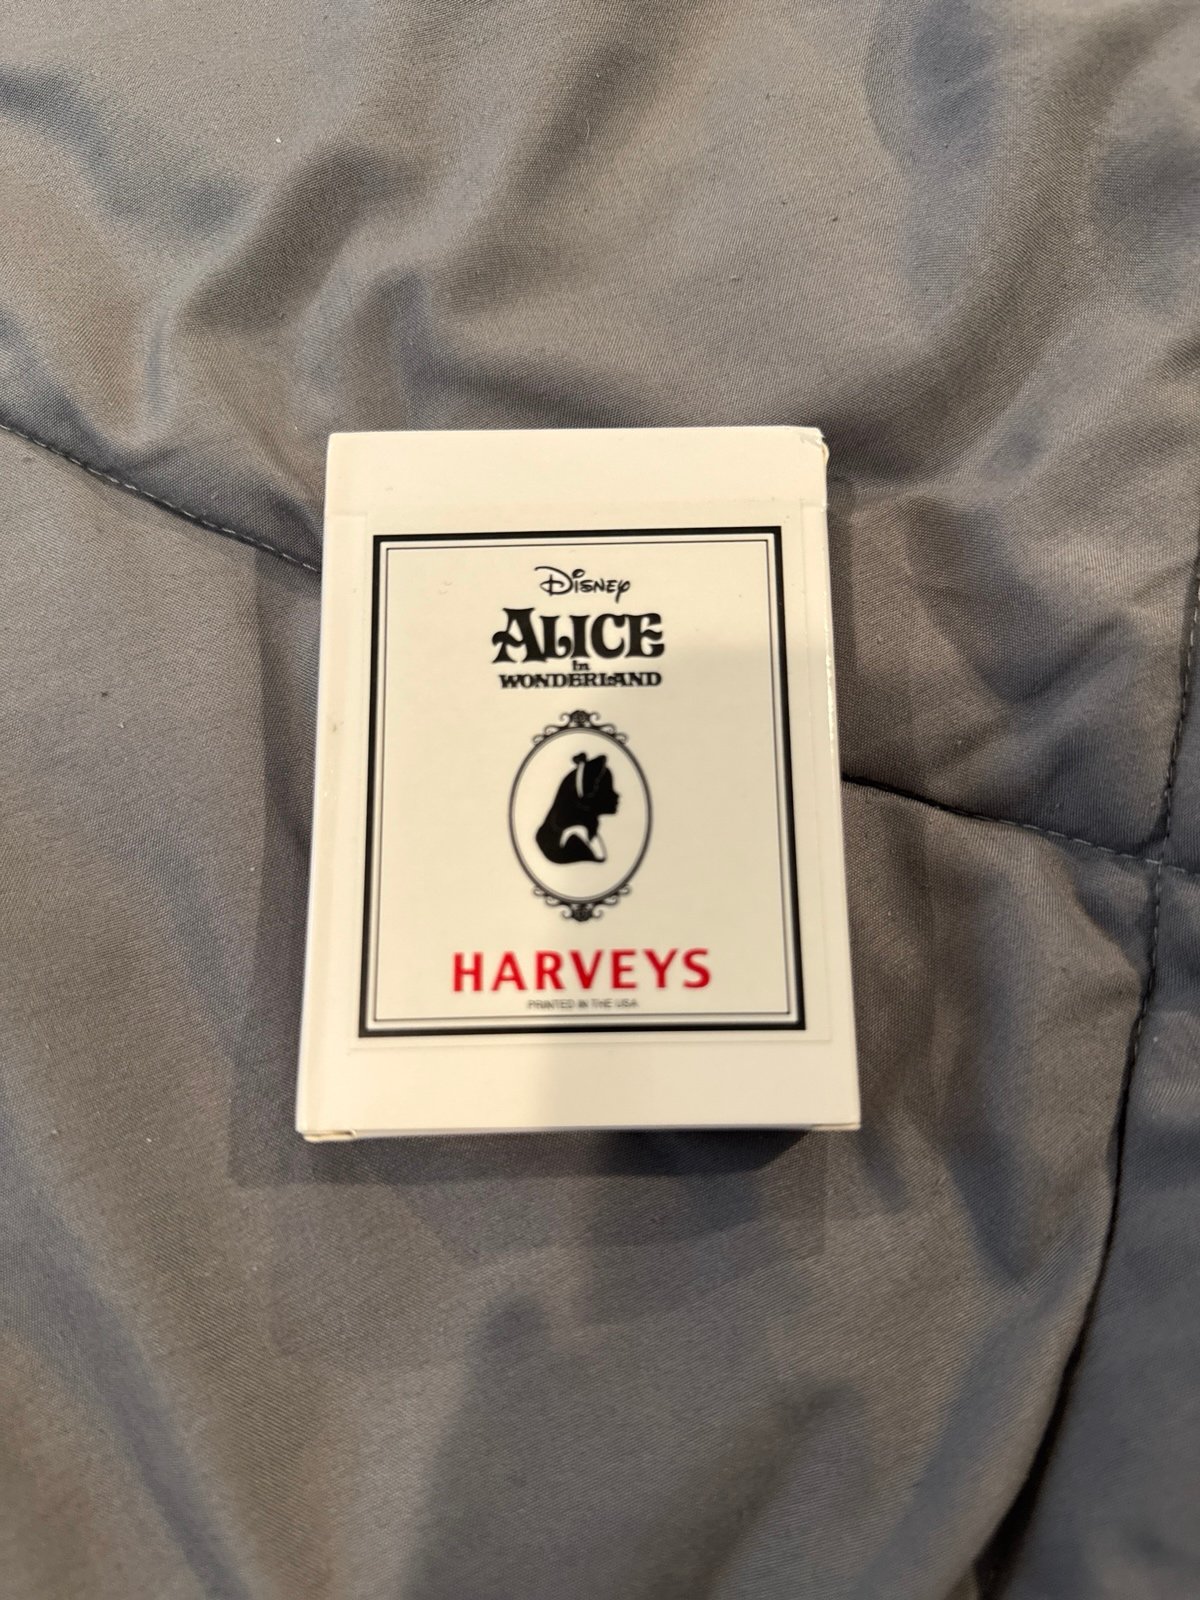 Disney
ALICE
in
WONDERLAND
HARVEYS
PRINTED IN THE USA